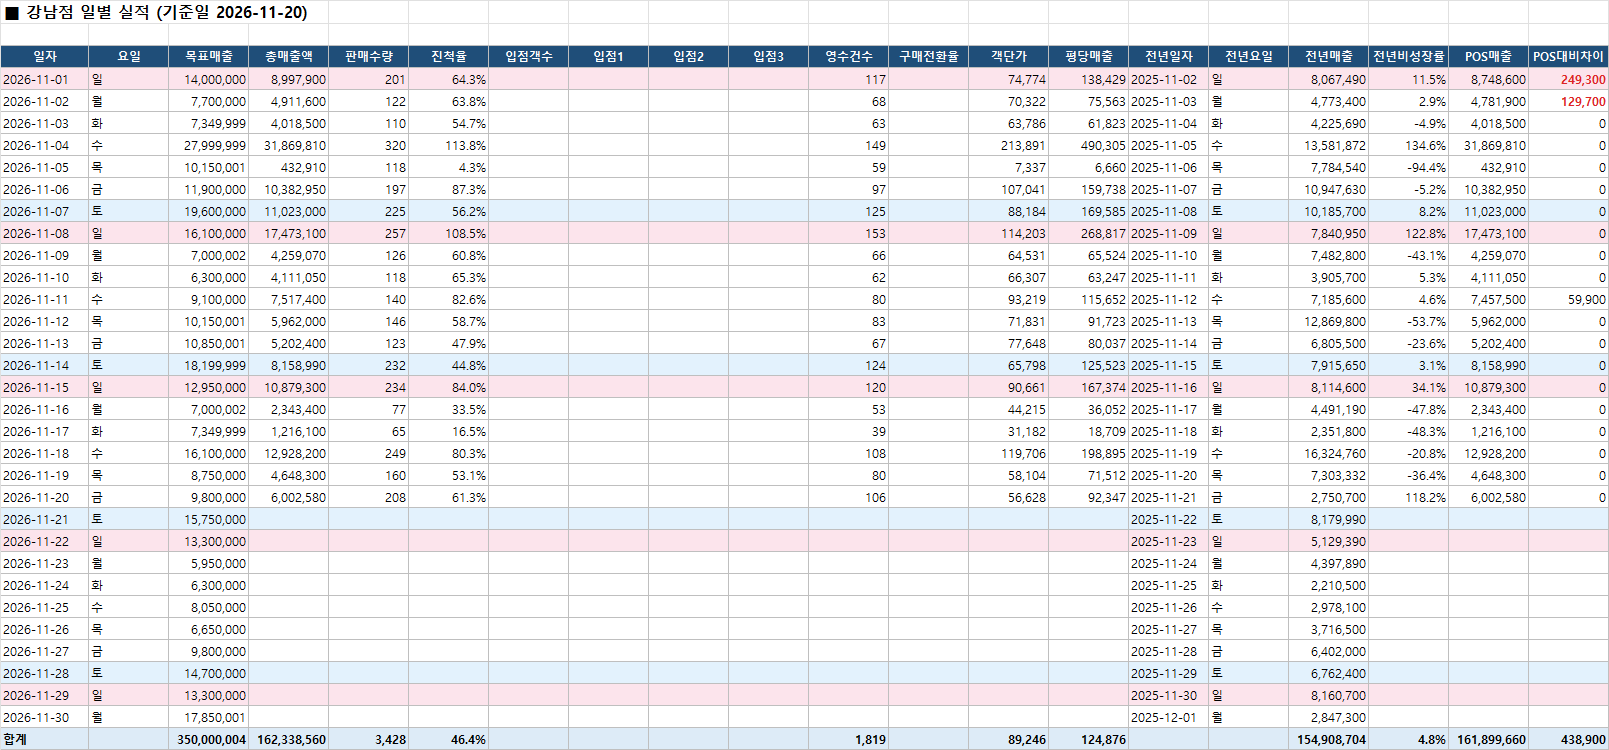 ■ 강남점 일별 실적 (기준일 2026-11-20)
일자 요일 목표매출 총매출액 판매수량 진척율 입점객수 입점1 입점2 입점3 영수건수 구매전환율 객단가 평당매출 전년일자 전년요일 전년매출 전년비성장률 POS매출 POS대비차이
2026-11-01 일 14,000,000 8,997,900 201 64.3% 117 74,774 138,429 2025-11-02 일 8,067,490 11.5% 8,748,600 249,300
2026-11-02 월 7,700,000 4,911,600 122 63.8% 68 70,322 75,563 2025-11-03 월 4,773,400 2.9% 4,781,900 129,700
2026-11-03 화 7,349,999 4,018,500 110 54.7% 63 63,786 61,823 2025-11-04 화 4,225,690 -4.9% 4,018,500 0
2026-11-04 수 27,999,999 31,869,810 320 113.8% 149 213,891 490,305 2025-11-05 수 13,581,872 134.6% 31,869,810 0
2026-11-05 목 10,150,001 432,910 118 4.3% 59 7,337 6,660 2025-11-06 목 7,784,540 -94.4% 432,910 0
2026-11-06 금 11,900,000 10,382,950 197 87.3% 97 107,041 159,738 2025-11-07 금 10,947,630 -5.2% 10,382,950 0
2026-11-07 토 19,600,000 11,023,000 225 56.2% 125 88,184 169,585 2025-11-08 토 10,185,700 8.2% 11,023,000 0
2026-11-08 일 16,100,000 17,473,100 257 108.5% 153 114,203 268,817 2025-11-09 일 7,840,950 122.8% 17,473,100 0
2026-11-09 월 7,000,002 4,259,070 126 60.8% 66 64,531 65,524 2025-11-10 월 7,482,800 -43.1% 4,259,070 0
2026-11-10 화 6,300,000 4,111,050 118 65.3% 62 66,307 63,247 2025-11-11 화 3,905,700 5.3% 4,111,050 0
2026-11-11 수 9,100,000 7,517,400 140 82.6% 80 93,219 115,652 2025-11-12 수 7,185,600 4.6% 7,457,500 59,900
2026-11-12 목 10,150,001 5,962,000 146 58.7% 83 71,831 91,723 2025-11-13 목 12,869,800 -53.7% 5,962,000 0
2026-11-13 금 10,850,001 5,202,400 123 47.9% 67 77,648 80,037 2025-11-14 금 6,805,500 -23.6% 5,202,400 0
2026-11-14 토 18,199,999 8,158,990 232 44.8% 124 65,798 125,523 2025-11-15 토 7,915,650 3.1% 8,158,990 0
2026-11-15 일 12,950,000 10,879,300 234 84.0% 120 90,661 167,374 2025-11-16 일 8,114,600 34.1% 10,879,300 0
2026-11-16 월 7,000,002 2,343,400 77 33.5% 53 44,215 36,052 2025-11-17 월 4,491,190 -47.8% 2,343,400 0
2026-11-17 화 7,349,999 1,216,100 65 16.5% 39 31,182 18,709 2025-11-18 화 2,351,800 -48.3% 1,216,100 0
2026-11-18 수 16,100,000 12,928,200 249 80.3% 108 119,706 198,895 2025-11-19 수 16,324,760 -20.8% 12,928,200 0
2026-11-19 목 8,750,000 4,648,300 160 53.1% 80 58,104 71,512 2025-11-20 목 7,303,332 -36.4% 4,648,300 0
2026-11-20 금 9,800,000 6,002,580 208 61.3% 106 56,628 92,347 2025-11-21 금 2,750,700 118.2% 6,002,580 0
2026-11-21 토 15,750,000 2025-11-22 토 8,179,990
2026-11-22 일 13,300,000 2025-11-23 일 5,129,390
2026-11-23 월 5,950,000 2025-11-24 월 4,397,890
2026-11-24 화 6,300,000 2025-11-25 화 2,210,500
2026-11-25 수 8,050,000 2025-11-26 수 2,978,100
2026-11-26 목 6,650,000 2025-11-27 목 3,716,500
2026-11-27 금 9,800,000 2025-11-28 금 6,402,000
2026-11-28 토 14,700,000 2025-11-29 토 6,762,400
2026-11-29 일 13,300,000 2025-11-30 일 8,160,700
2026-11-30 월 17,850,001 2025-12-01 월 2,847,300
합계 350,000,004 162,338,560 3,428 46.4% 1,819 89,246 124,876 154,908,704 4.8% 161,899,660 438,900